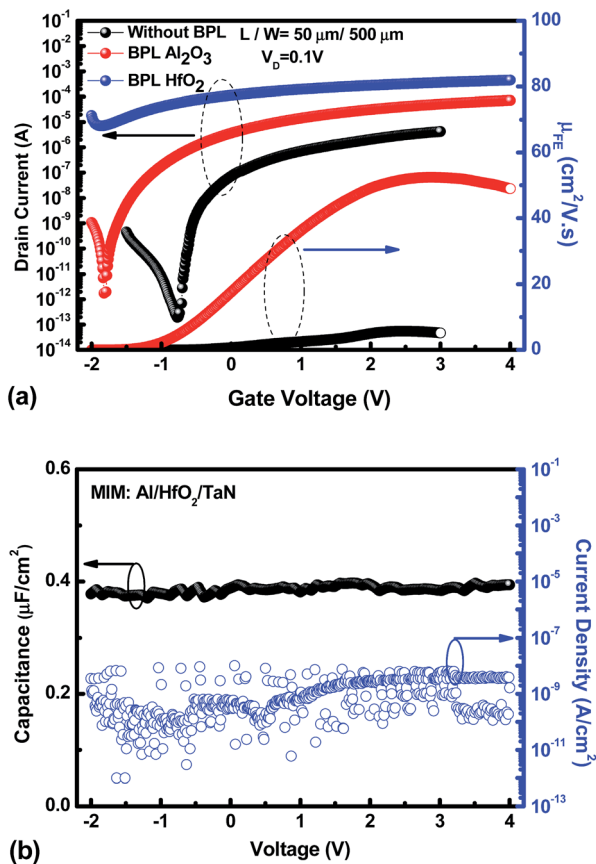 Without BPL L / W= 50 μm/ 500 μm
BPL Al₂O₃ V_D=0.1V
BPL HfO₂
10⁻¹
10⁻²
10⁻³
10⁻⁴
10⁻⁵
10⁻⁶
10⁻⁷
10⁻⁸
10⁻⁹
10⁻¹⁰
10⁻¹¹
10⁻¹²
10⁻¹³
10⁻¹⁴
Drain Current (A)
100
80
60
40
20
0
μ_FE (cm²/V.s)
-2 -1 0 1 2 3 4
Gate Voltage (V)
(a)
MIM: Al/HfO₂/TaN
0.6
0.4
0.2
0.0
Capacitance (μF/cm²)
10⁻¹
10⁻³
10⁻⁵
10⁻⁷
10⁻⁹
10⁻¹¹
10⁻¹³
Current Density (A/cm²)
-2 -1 0 1 2 3 4
Voltage (V)
(b)